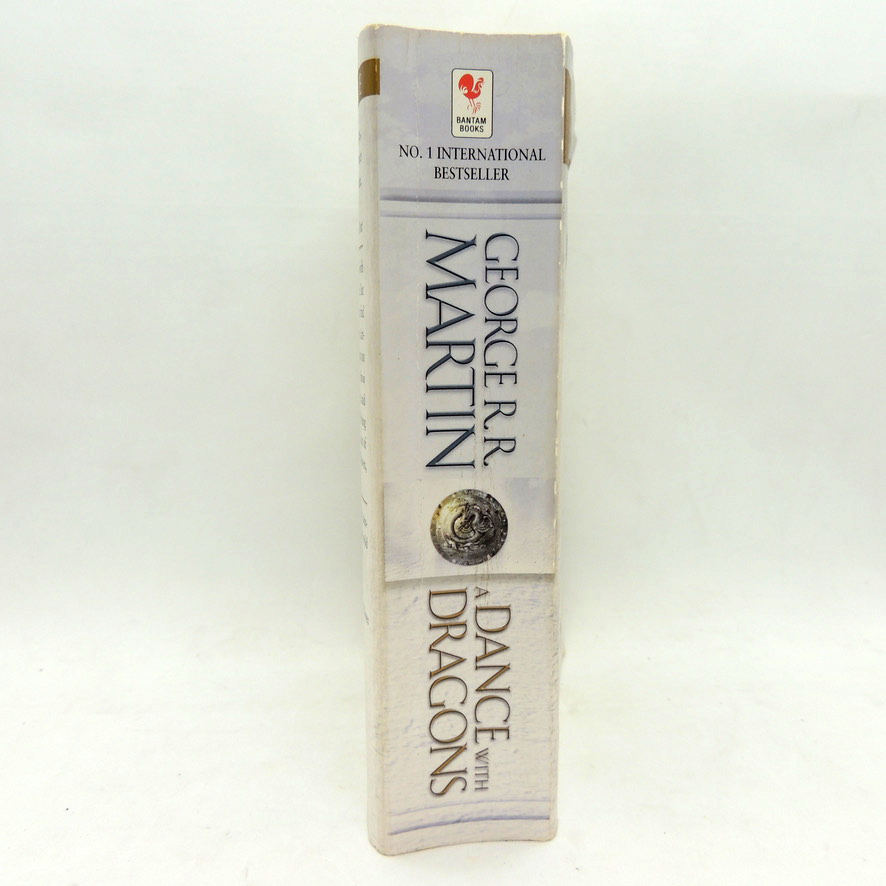 BANTAM
BOOKS
NO. 1 INTERNATIONAL
BESTSELLER
GEORGE R. R.
MARTIN
A DANCE WITH
DRAGONS